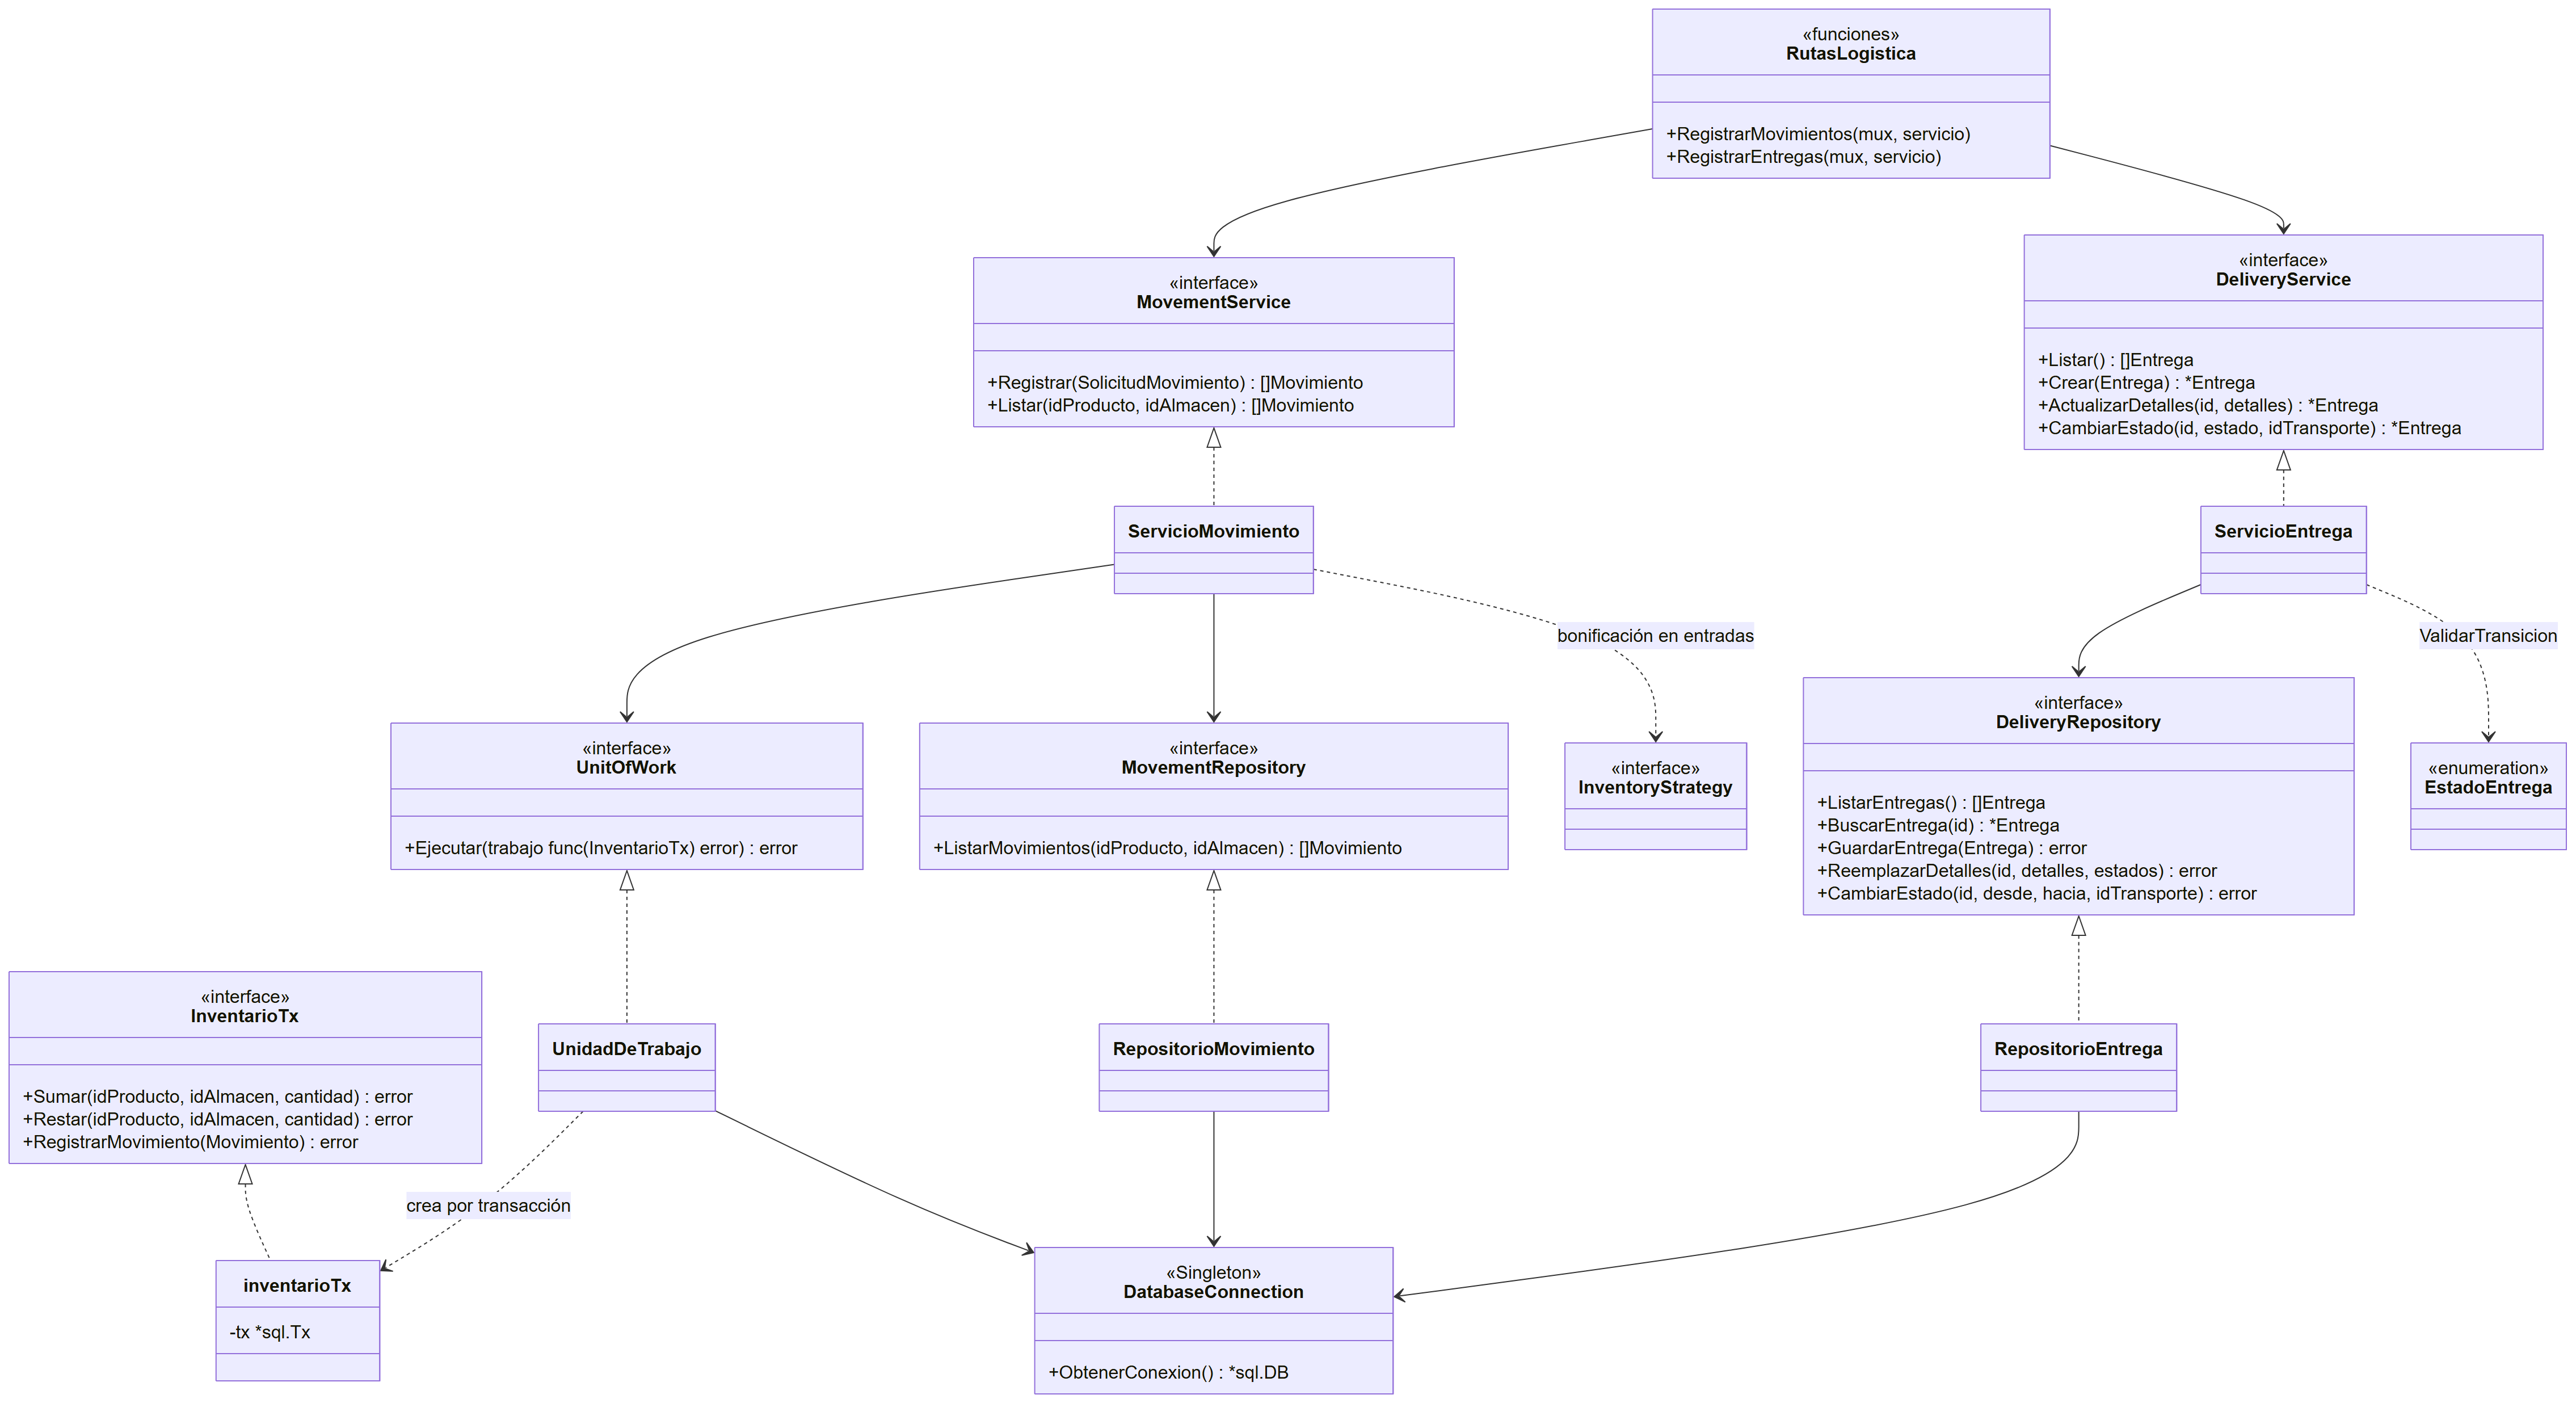 «funciones»
RutasLogistica
+RegistrarMovimientos(mux, servicio)
+RegistrarEntregas(mux, servicio)
«interface»
MovementService
+Registrar(SolicitudMovimiento) : []Movimiento
+Listar(idProducto, idAlmacen) : []Movimiento
«interface»
DeliveryService
+Listar() : []Entrega
+Crear(Entrega) : *Entrega
+ActualizarDetalles(id, detalles) : *Entrega
+CambiarEstado(id, estado, idTransporte) : *Entrega
ServicioMovimiento
ServicioEntrega
bonificación en entradas
ValidarTransicion
«interface»
UnitOfWork
+Ejecutar(trabajo func(InventarioTx) error) : error
«interface»
MovementRepository
+ListarMovimientos(idProducto, idAlmacen) : []Movimiento
«interface»
InventoryStrategy
«interface»
DeliveryRepository
+ListarEntregas() : []Entrega
+BuscarEntrega(id) : *Entrega
+GuardarEntrega(Entrega) : error
+ReemplazarDetalles(id, detalles, estados) : error
+CambiarEstado(id, desde, hacia, idTransporte) : error
«enumeration»
EstadoEntrega
«interface»
InventarioTx
+Sumar(idProducto, idAlmacen, cantidad) : error
+Restar(idProducto, idAlmacen, cantidad) : error
+RegistrarMovimiento(Movimiento) : error
UnidadDeTrabajo
RepositorioMovimiento
RepositorioEntrega
crea por transacción
inventarioTx
-tx *sql.Tx
«Singleton»
DatabaseConnection
+ObtenerConexion() : *sql.DB